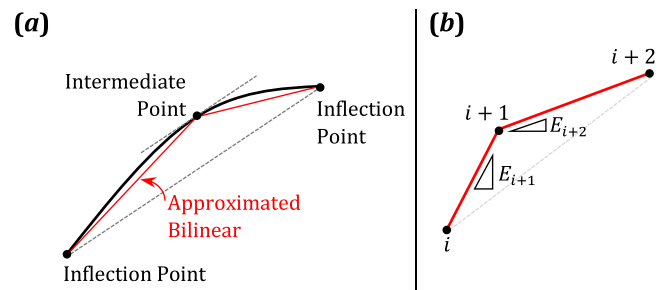 (a)
Intermediate
Point
Inflection
Point
Approximated
Bilinear
Inflection Point
(b)
i + 2
i + 1
E_{i+2}
E_{i+1}
i